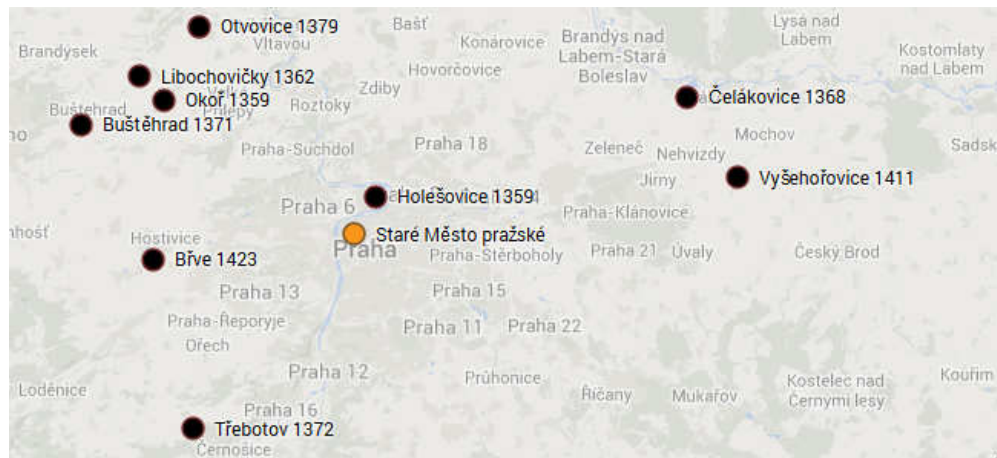 Otvovice 1379
Vltavou
Bašť
Konárovice
Brandýs nad
Labem-Stará
Boleslav
Lysá nad
Labem
Kostomlaty
nad Labem
Brandýsek
Libochovičky 1362
Hovorčovice
Zdiby
Okoř 1359
Přílepy
Roztoky
Čelákovice 1368
Buštehrad
Buštěhrad 1371
Mochov
Sadsk
Praha-Suchdol
Praha 18
Zeleneč
Nehvizdy
Jirny
Vyšehořovice 1411
Holešovice 1359
Praha 6
Praha-Klánovice
Staré Město pražské
Praha
Hostivice
Břve 1423
Praha-Štěrboholy
Praha 21
Úvaly
Český Brod
Praha 13
Praha 15
Praha-Řeporyje
Praha 11
Praha 22
Ořech
Praha 12
Průhonice
Loděnice
Říčany
Mukařov
Kostelec nad
Černými lesy
Kouřim
Praha 16
Třebotov 1372
Černošice